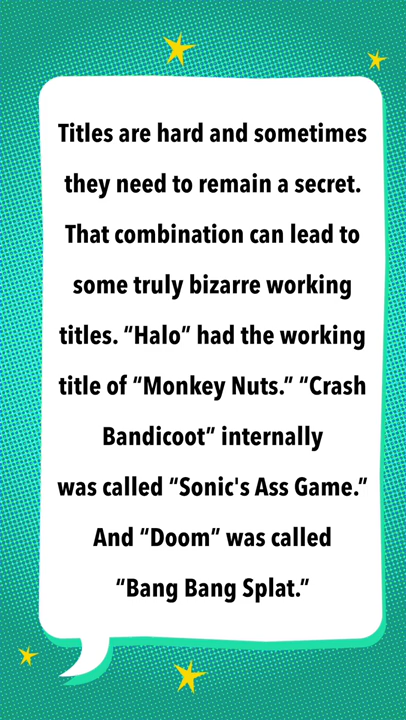 Titles are hard and sometimes
they need to remain a secret.
That combination can lead to
some truly bizarre working
titles. “Halo” had the working
title of “Monkey Nuts.” “Crash
Bandicoot” internally
was called “Sonic's Ass Game.”
And “Doom” was called
“Bang Bang Splat.”